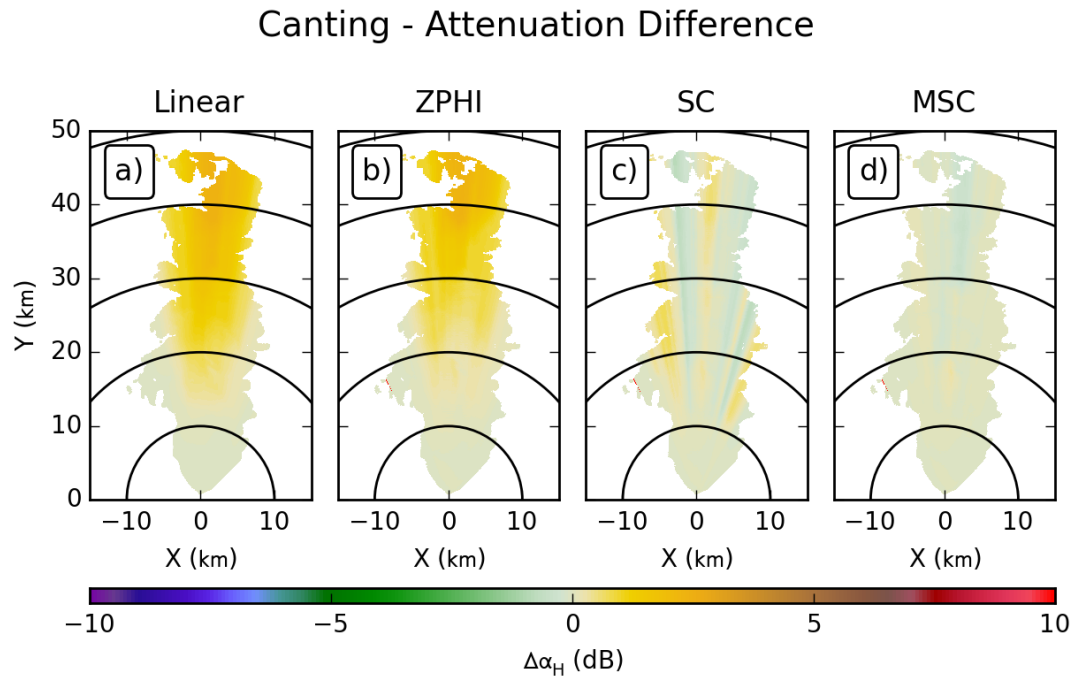 Canting - Attenuation Difference
Linear ZPHI SC MSC
a) b) c) d)
50
40
30
20
10
0
Y (km)
−10 0 10 −10 0 10 −10 0 10 −10 0 10
X (km) X (km) X (km) X (km)
−10 −5 0 5 10
Δα_H (dB)